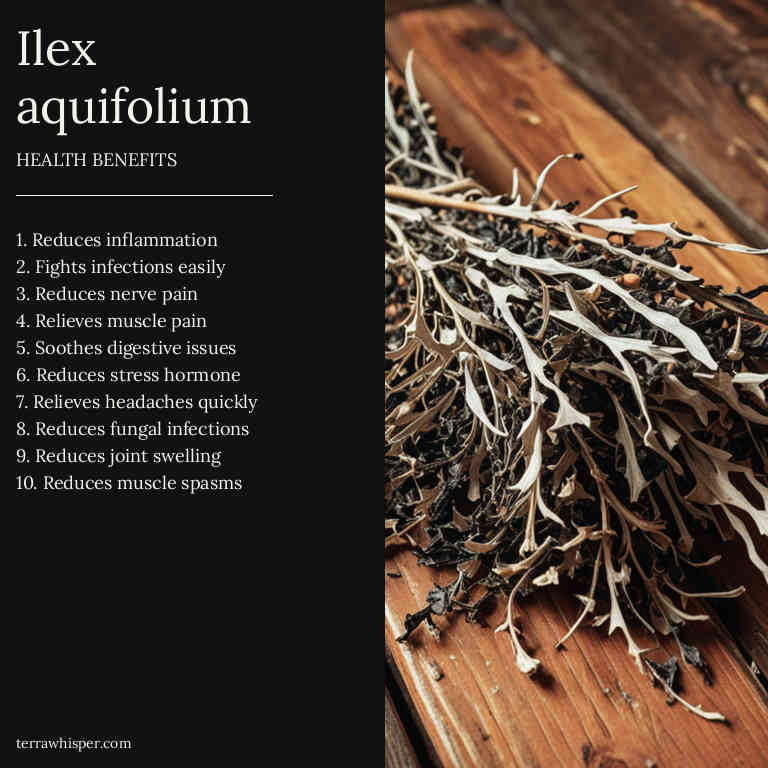 Ilex
aquifolium
HEALTH BENEFITS
1. Reduces inflammation
2. Fights infections easily
3. Reduces nerve pain
4. Relieves muscle pain
5. Soothes digestive issues
6. Reduces stress hormone
7. Relieves headaches quickly
8. Reduces fungal infections
9. Reduces joint swelling
10. Reduces muscle spasms
terrawhisper.com